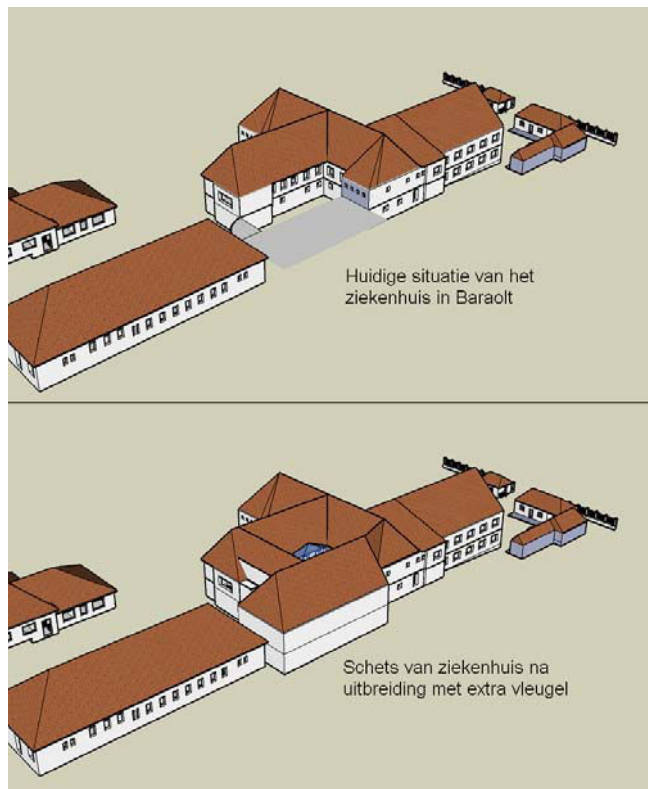 Huidige situatie van het
ziekenhuis in Baraolt
Schets van ziekenhuis na
uitbreiding met extra vleugel